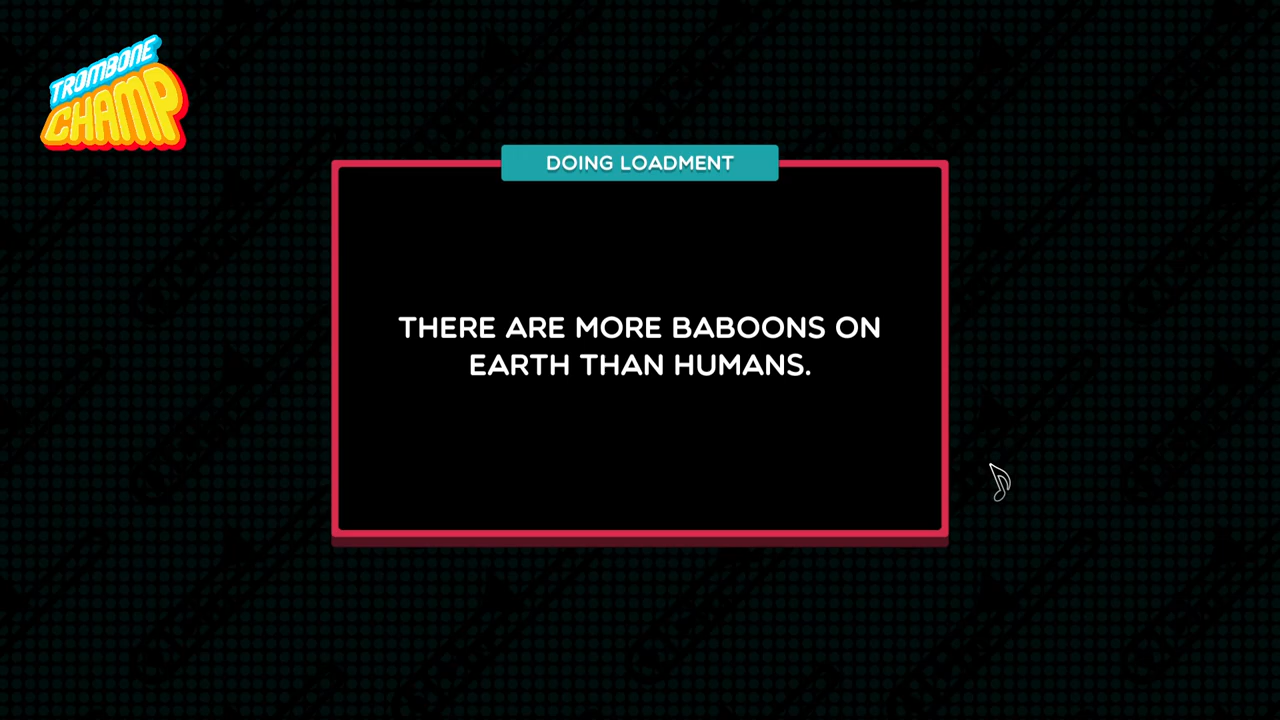 TROMBONE
CHAMP
DOING LOADMENT
THERE ARE MORE BABOONS ON
EARTH THAN HUMANS.